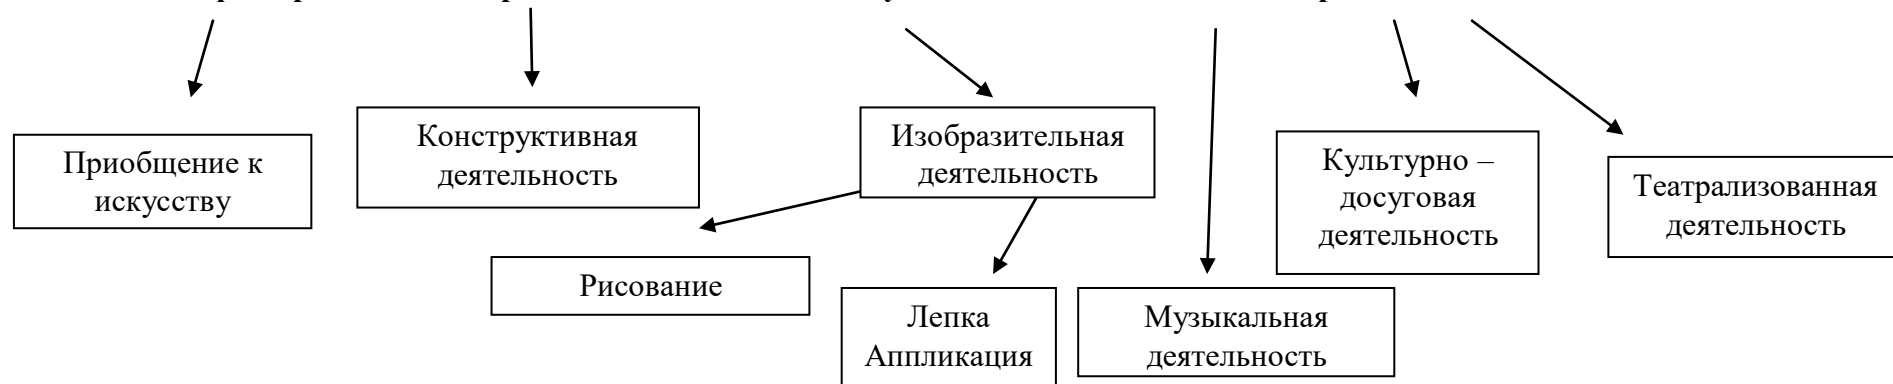 Приобщение к
искусству
Конструктивная
деятельность
Изобразительная
деятельность
Культурно –
досуговая
деятельность
Театрализованная
деятельность
Рисование
Лепка
Аппликация
Музыкальная
деятельность